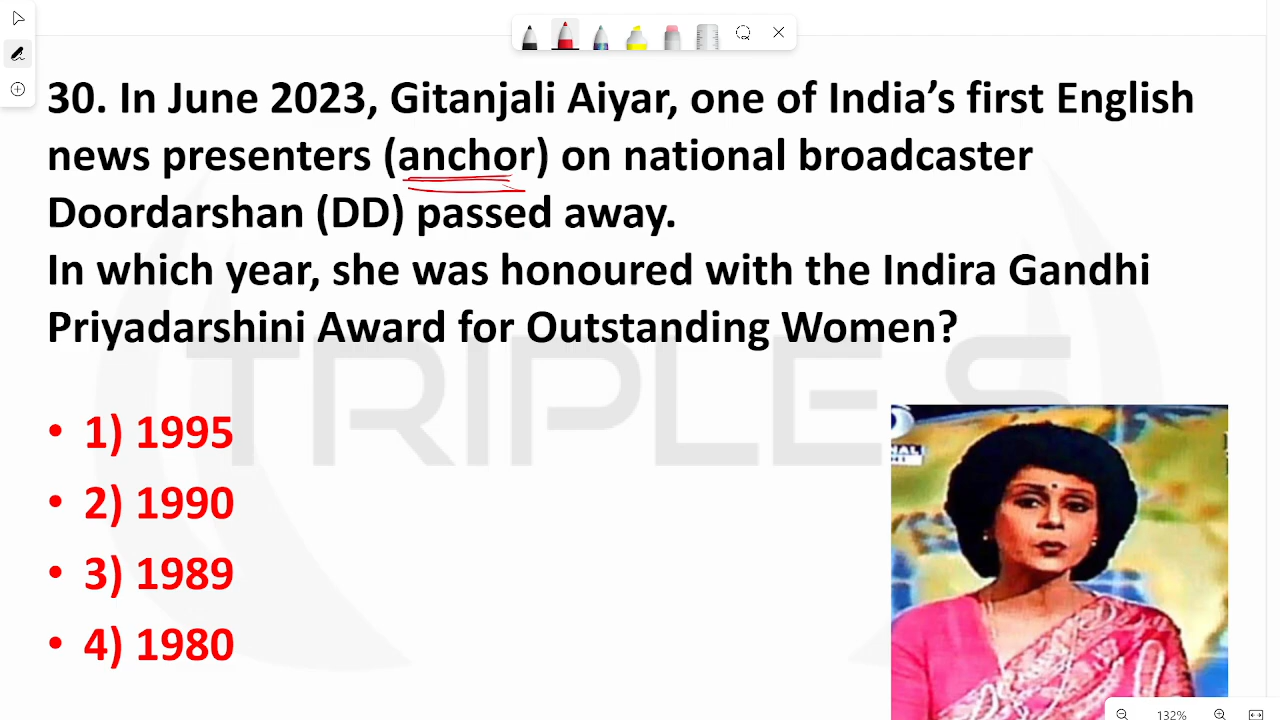 30. In June 2023, Gitanjali Aiyar, one of India’s first English
news presenters (anchor) on national broadcaster
Doordarshan (DD) passed away.
In which year, she was honoured with the Indira Gandhi
Priyadarshini Award for Outstanding Women?
TRIPLE S
• 1) 1995
• 2) 1990
• 3) 1989
• 4) 1980
132%